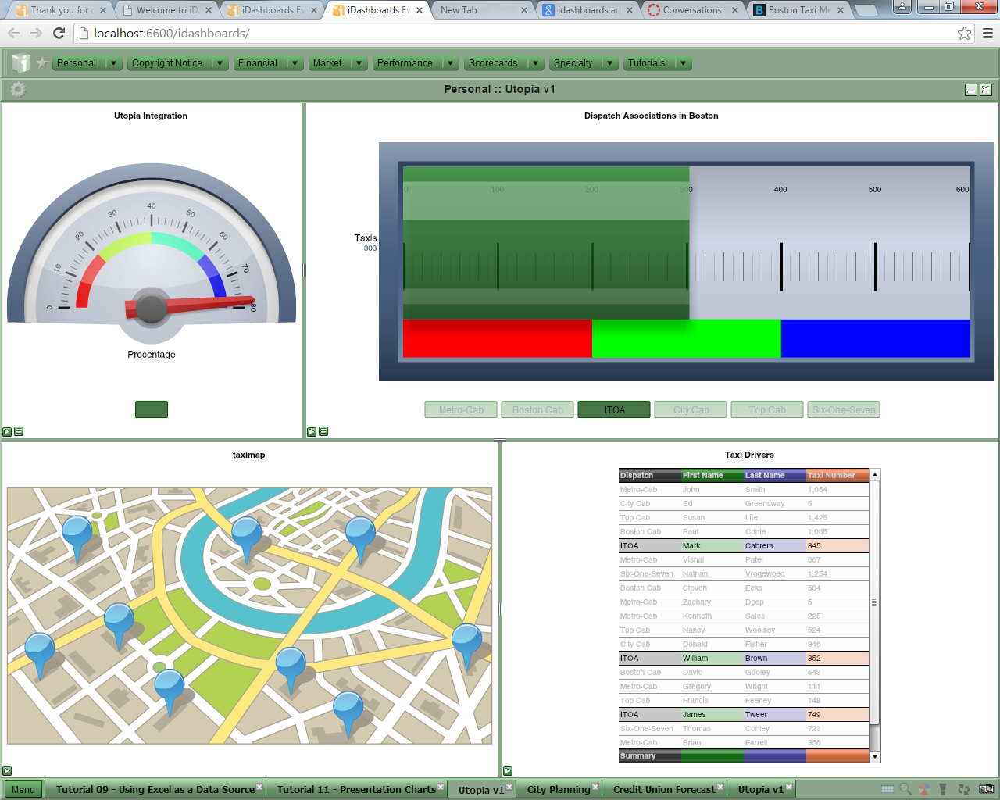 Thank you for
Welcome to iD
iDashboards Ev
iDashboards Ev
New Tab
idashboards ad
Conversations
Boston Taxi Me
localhost:6600/idashboards/
Personal
Copyright Notice
Financial
Market
Performance
Scorecards
Specialty
Tutorials
Personal :: Utopia v1
Utopia Integration
0
10
20
30
40
50
60
70
80
Precentage
Dispatch Associations in Boston
0 100 200 300 400 500 600
Taxis
303
Metro-Cab Boston Cab ITOA City Cab Top Cab Six-One-Seven
taximap
Taxi Drivers
Dispatch First Name Last Name Taxi Number
Metro-Cab John Smith 1,054
City Cab Ed Greensway 5
Top Cab Susan Lite 1,425
Boston Cab Paul Conte 1,065
ITOA Mark Cabrera 845
Metro-Cab Vishal Patel 667
Six-One-Seven Nathan Vrogewoed 1,254
Boston Cab Steven Ecks 584
Metro-Cab Zachary Deep 5
Metro-Cab Kenneth Sales 225
Top Cab Nancy Woolsey 524
City Cab Donald Fisher 846
ITOA William Brown 852
Boston Cab David Gooley 543
Metro-Cab Gregory Wright 111
Top Cab Francis Feeney 148
ITOA James Tweer 749
Six-One-Seven Thomas Conley 723
Metro-Cab Brian Farrell 356
Summary
Menu
Tutorial 09 - Using Excel as a Data Source
Tutorial 11 - Presentation Charts
Utopia v1
City Planning
Credit Union Forecast
Utopia v1